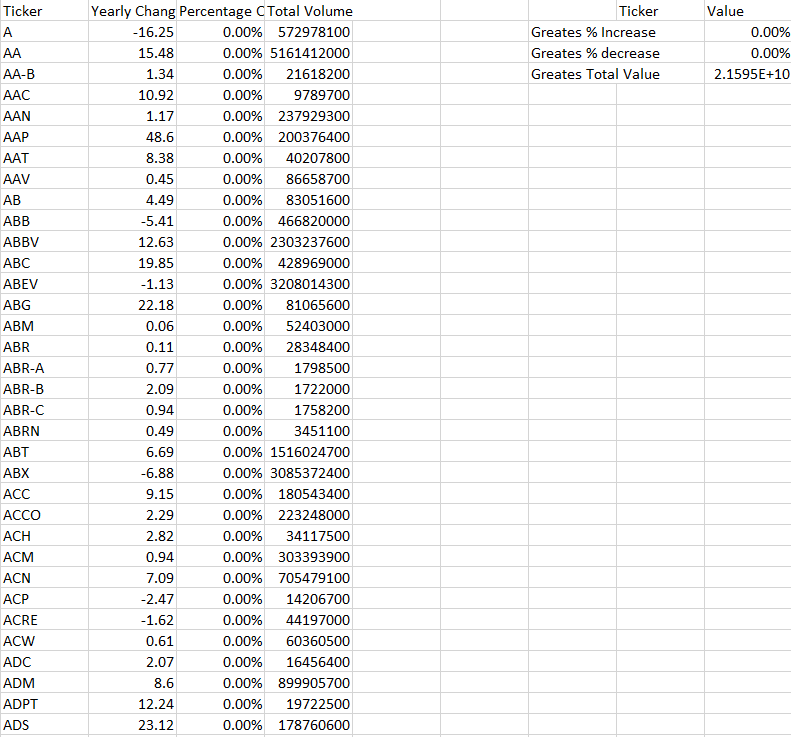 Ticker Yearly Chang Percentage C Total Volume Ticker Value
A -16.25 0.00% 572978100 Greates % Increase 0.00%
AA 15.48 0.00% 5161412000 Greates % decrease 0.00%
AA-B 1.34 0.00% 21618200 Greates Total Value 2.1595E+10
AAC 10.92 0.00% 9789700
AAN 1.17 0.00% 237929300
AAP 48.6 0.00% 200376400
AAT 8.38 0.00% 40207800
AAV 0.45 0.00% 86658700
AB 4.49 0.00% 83051600
ABB -5.41 0.00% 466820000
ABBV 12.63 0.00% 2303237600
ABC 19.85 0.00% 428969000
ABEV -1.13 0.00% 3208014300
ABG 22.18 0.00% 81065600
ABM 0.06 0.00% 52403000
ABR 0.11 0.00% 28348400
ABR-A 0.77 0.00% 1798500
ABR-B 2.09 0.00% 1722000
ABR-C 0.94 0.00% 1758200
ABRN 0.49 0.00% 3451100
ABT 6.69 0.00% 1516024700
ABX -6.88 0.00% 3085372400
ACC 9.15 0.00% 180543400
ACCO 2.29 0.00% 223248000
ACH 2.82 0.00% 34117500
ACM 0.94 0.00% 303393900
ACN 7.09 0.00% 705479100
ACP -2.47 0.00% 14206700
ACRE -1.62 0.00% 44197000
ACW 0.61 0.00% 60360500
ADC 2.07 0.00% 16456400
ADM 8.6 0.00% 899905700
ADPT 12.24 0.00% 19722500
ADS 23.12 0.00% 178760600